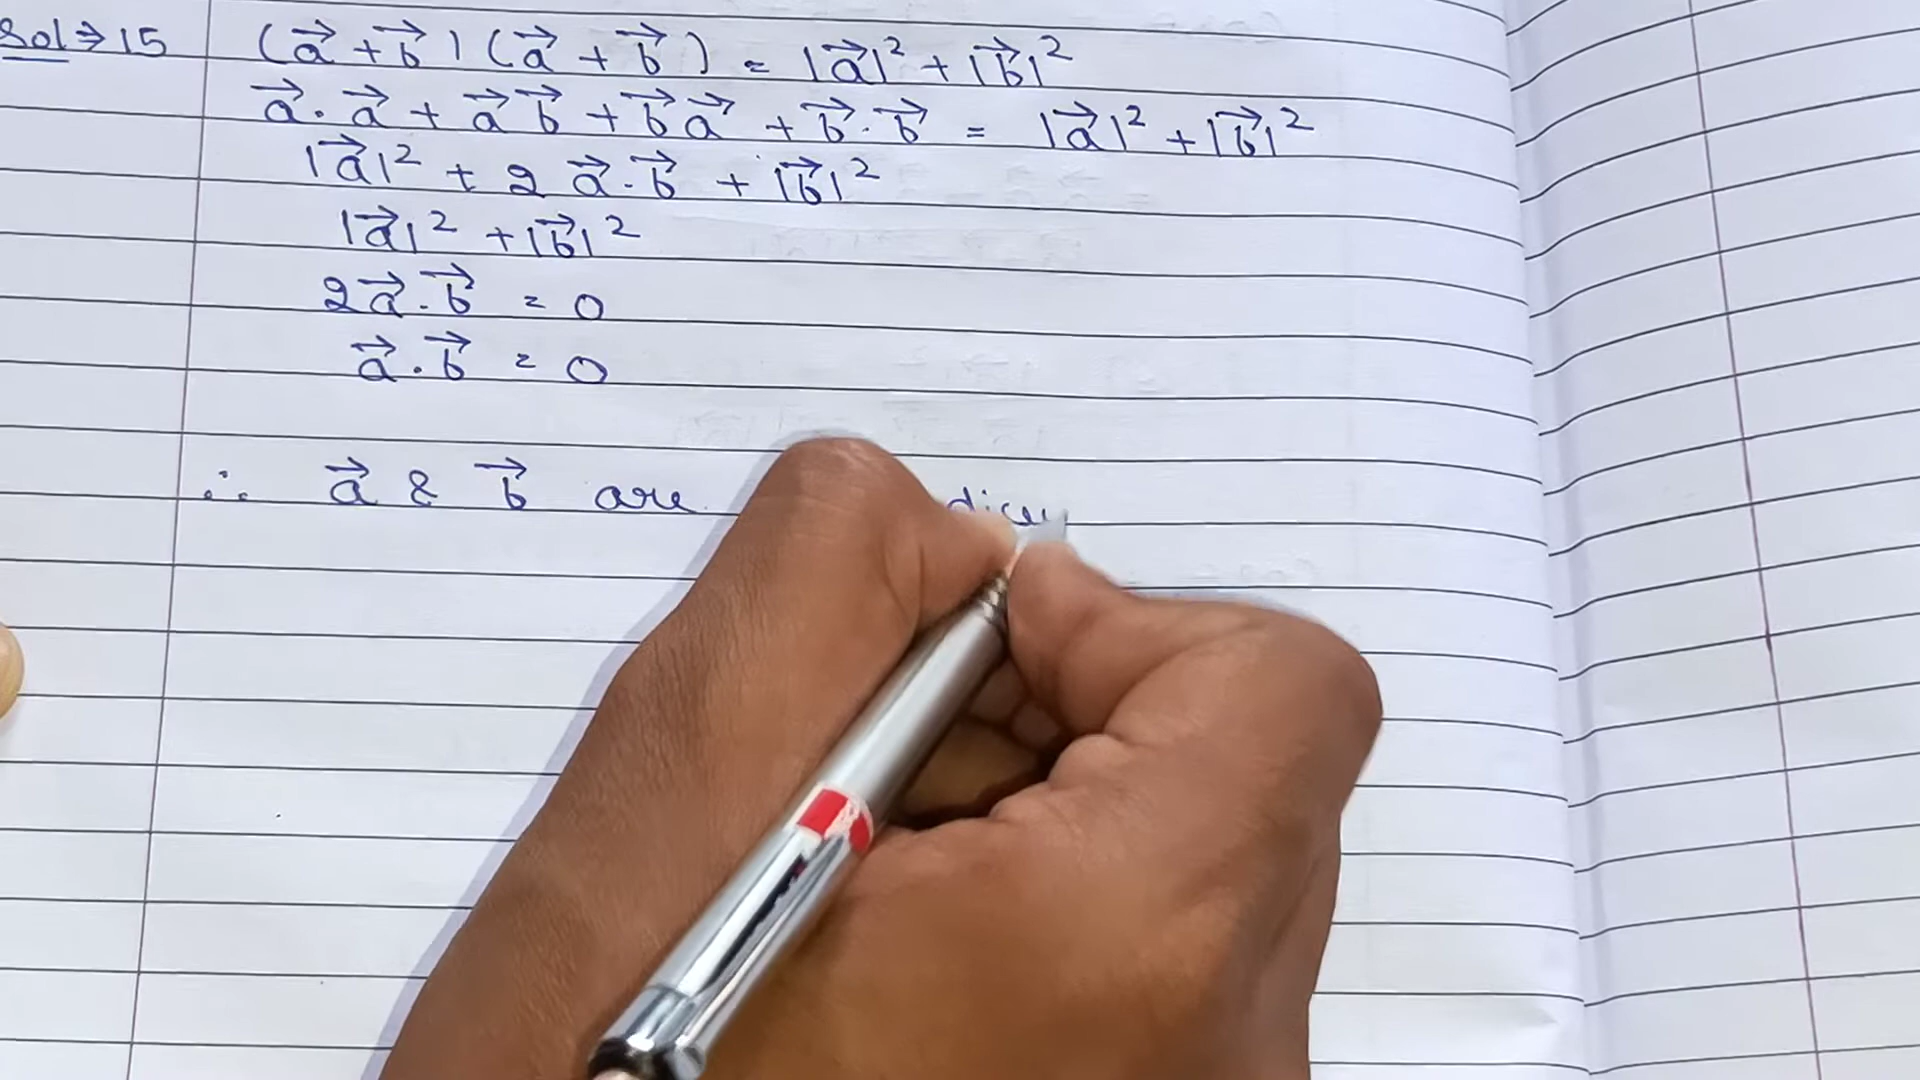 Sol ⇒ 15 (a⃗ + b⃗ ) (a⃗ + b⃗ ) = |a⃗|² + |b⃗|²
a⃗ . a⃗ + a⃗ b⃗ + b⃗ a⃗ + b⃗ . b⃗ = |a⃗|² + |b⃗|²
|a⃗|² + 2 a⃗ . b⃗ + |b⃗|²
|a⃗|² + |b⃗|²
2a⃗ . b⃗ = 0
a⃗ . b⃗ = 0
∴ a⃗ & b⃗ are